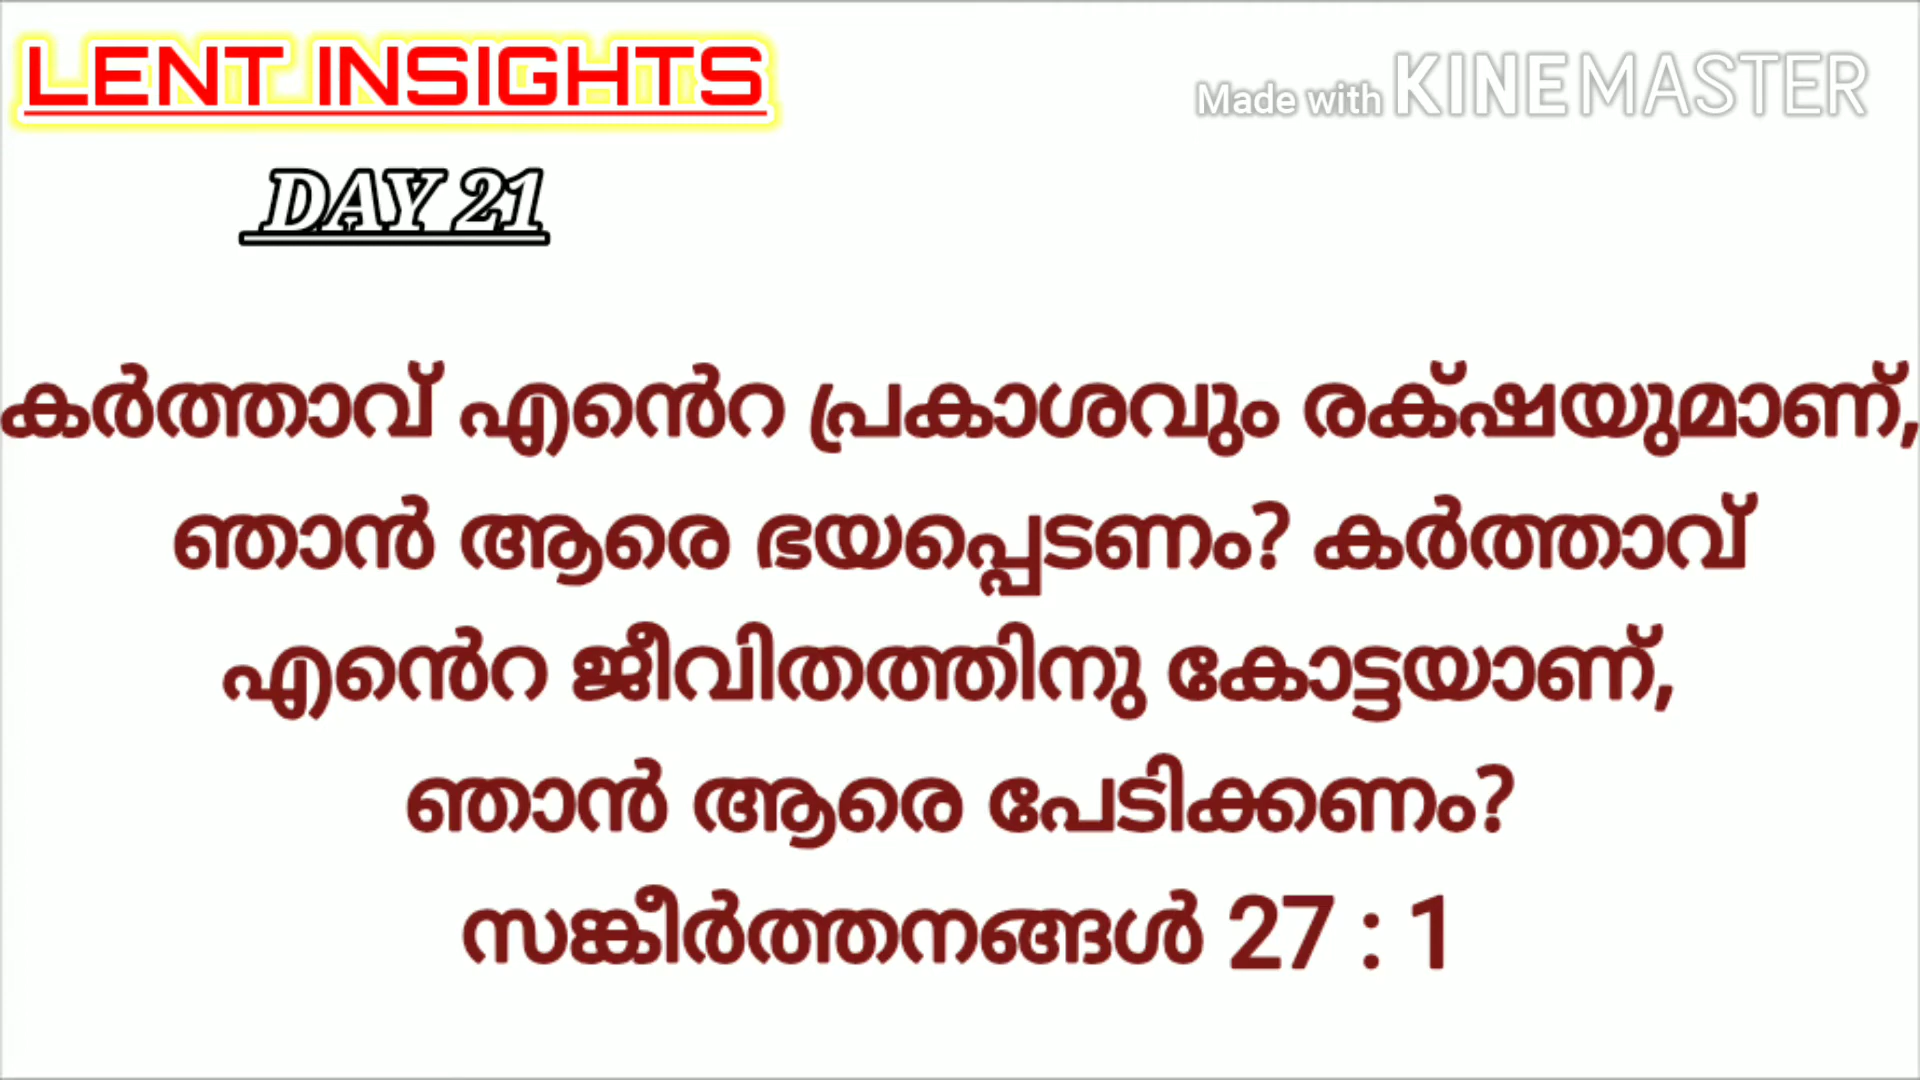 LENT INSIGHTS
Made with KINEMASTER
DAY 21
കർത്താവ് എൻെറ പ്രകാശവും രക്‌ഷയുമാണ്,
ഞാൻ ആരെ ഭയപ്പെടണം? കർത്താവ്
എൻെറ ജീവിതത്തിനു കോട്ടയാണ്,
ഞാൻ ആരെ പേടിക്കണം?
സങ്കീർത്തനങ്ങൾ 27 : 1